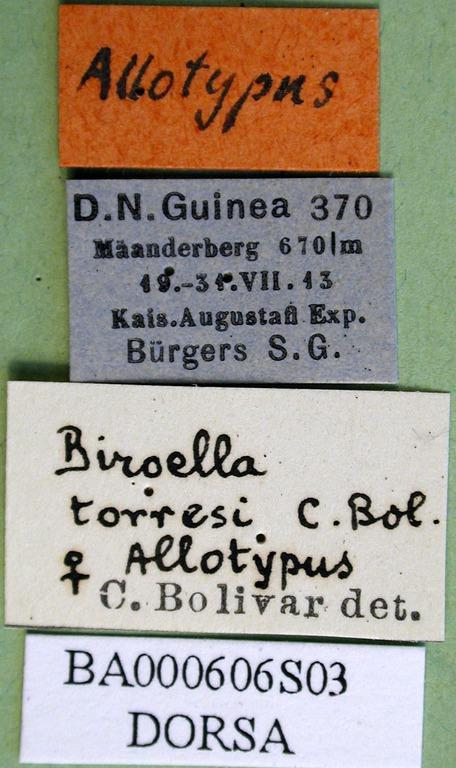 Allotypus
D.N.Guinea 370
Mäanderberg 670|m
19.-31.VII.13
Kais.Augustafl Exp.
Bürgers S.G.
Biroella
torresi C.Bol.
♀ Allotypus
C. Bolivar det.
BA000606S03
DORSA